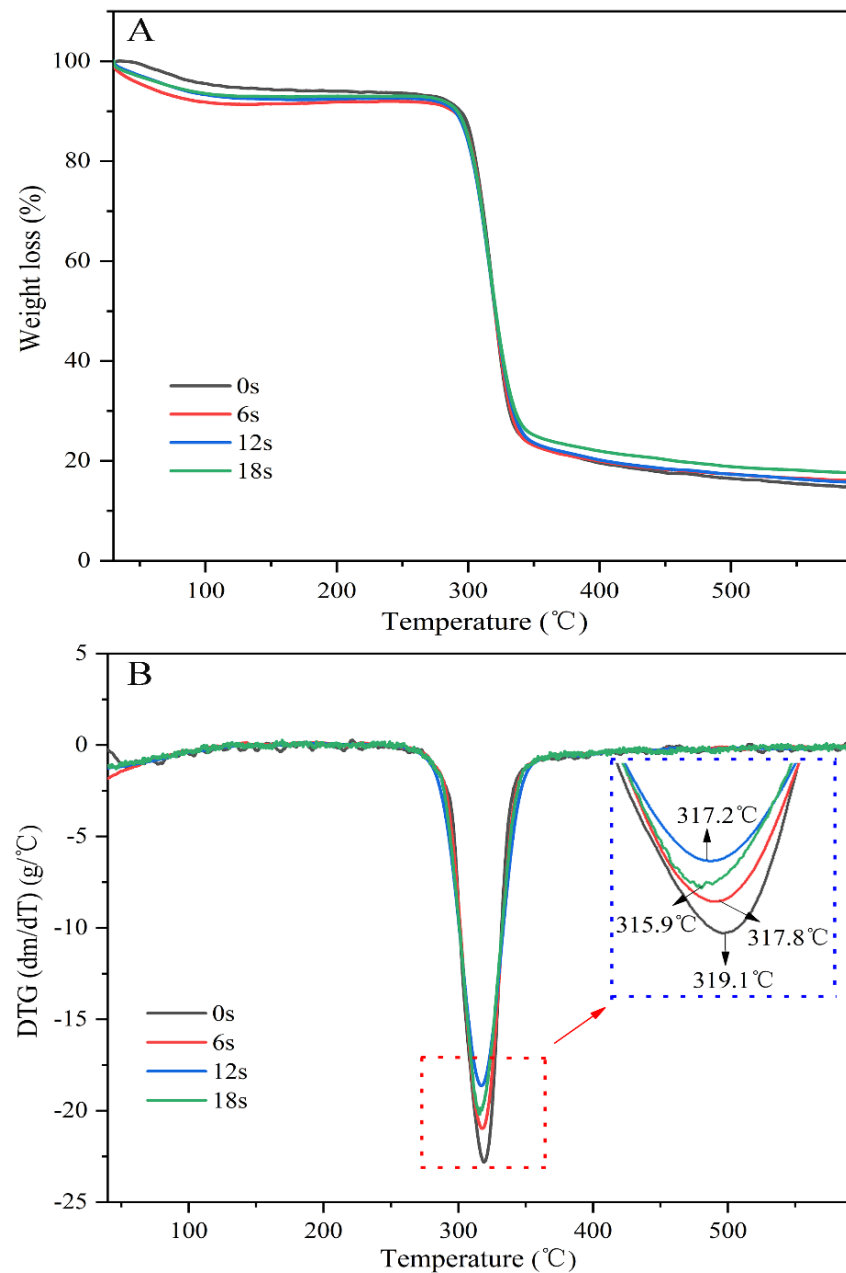 A
Weight loss (%)
100
80
60
40
20
0
0s
6s
12s
18s
100
200
300
400
500
Temperature (℃)
B
DTG (dm/dT) (g/℃)
5
0
-5
-10
-15
-20
-25
317.2℃
315.9℃
317.8℃
319.1℃
0s
6s
12s
18s
100
200
300
400
500
Temperature (℃)